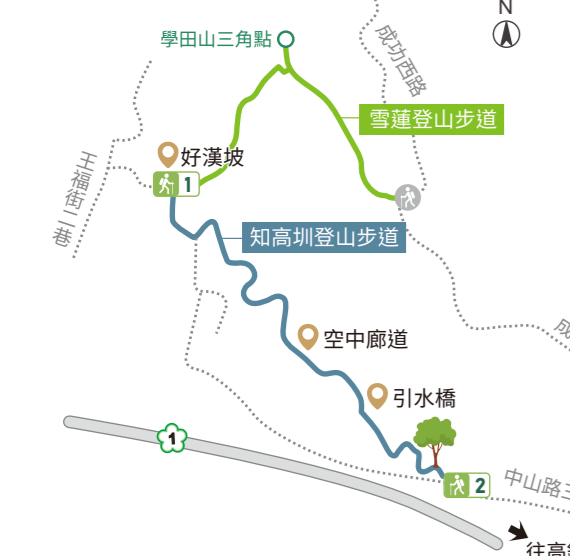 N
學田山三角點
成功西路
雪蓮登山步道
好漢坡
1
王福街二巷
知高圳登山步道
空中廊道
引水橋
1
2
中山路三
成
往高鐵